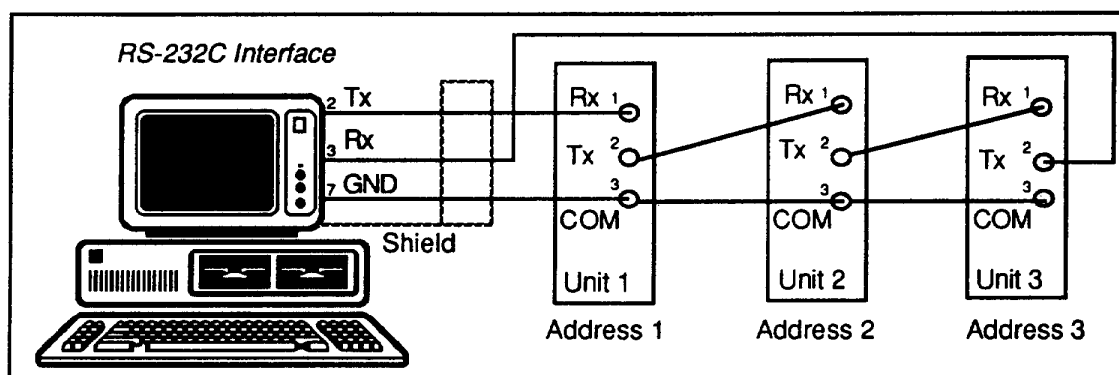 RS-232C Interface
2 Tx
3 Rx
7 GND
Shield
Rx 1
Tx 2
3
COM
Unit 1
Address 1
Rx 1
Tx 2
3
COM
Unit 2
Address 2
Rx 1
Tx 2
3
COM
Unit 3
Address 3